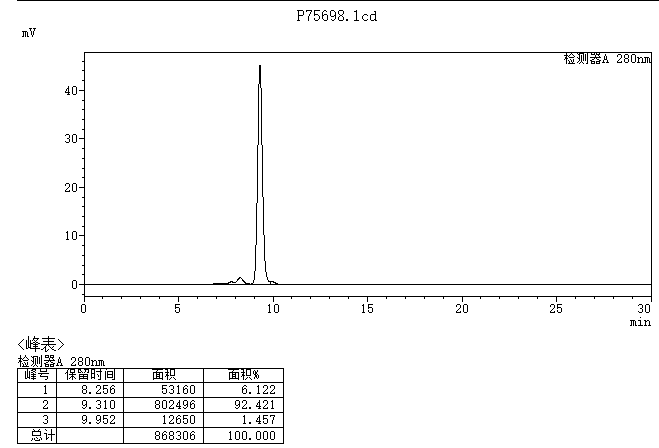 P75698.lcd
mV
检测器A 280nm
40
30
20
10
0
0 5 10 15 20 25 30
min
<峰表>
检测器A 280nm
峰号 保留时间 面积 面积%
1 8.256 53160 6.122
2 9.310 802496 92.421
3 9.952 12650 1.457
总计 868306 100.000